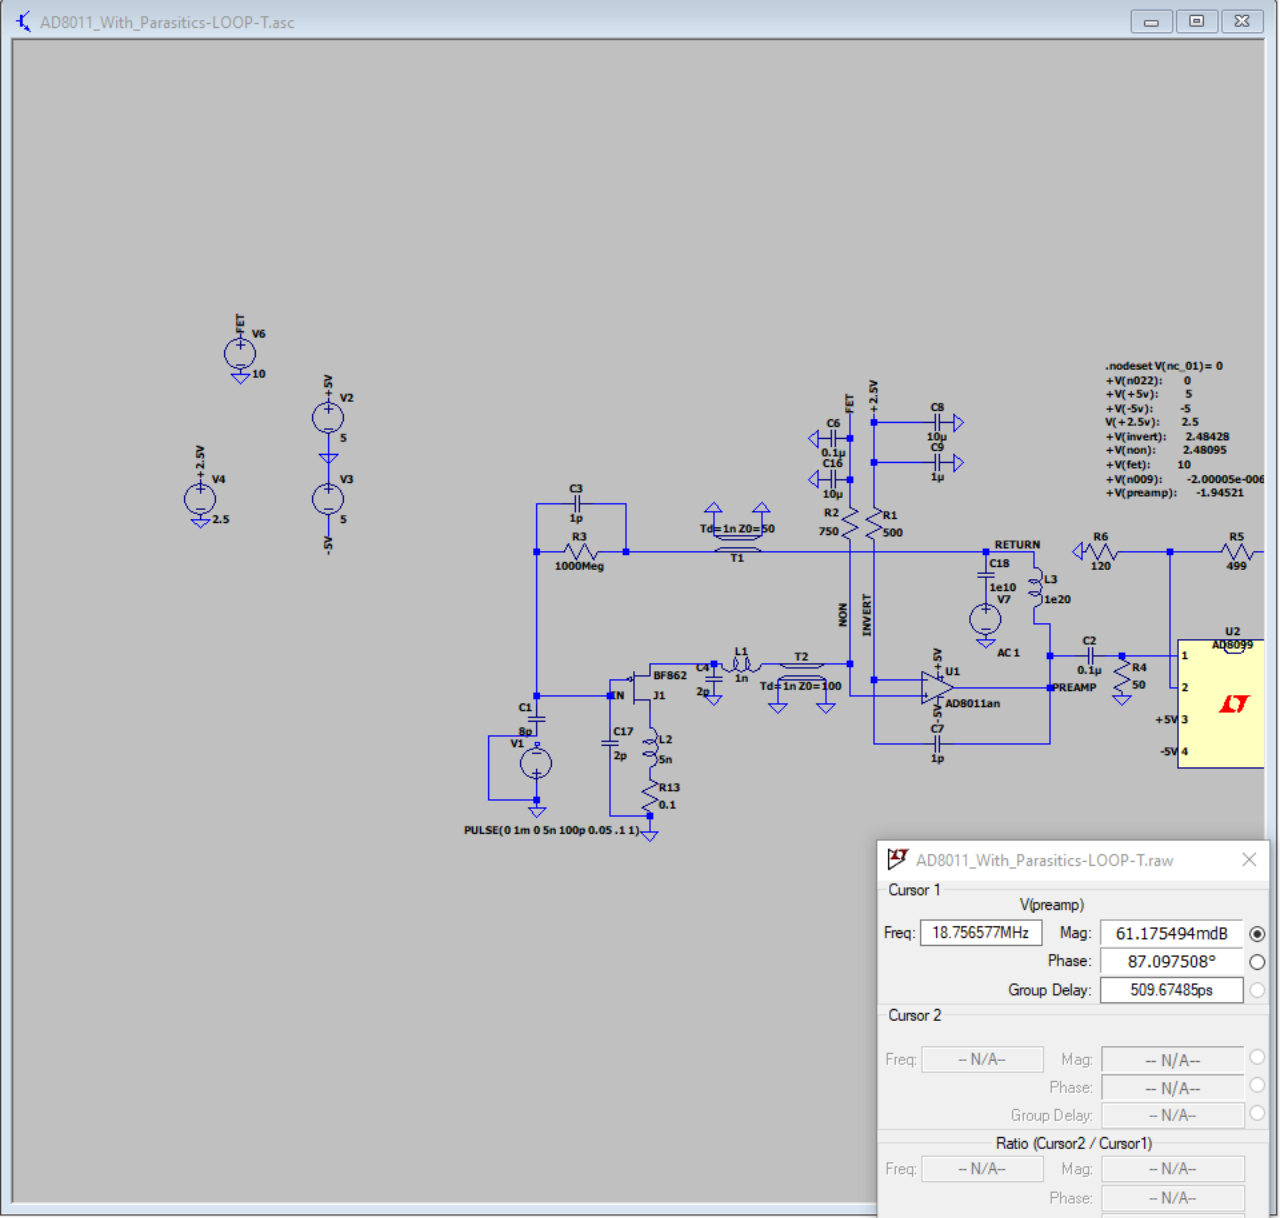 AD8011_With_Parasitics-LOOP-T.asc
FET
V6
10
+5V
V2
5
+2.5V
V4
2.5
V3
5
-5V
.nodeset V(nc_01)= 0
+V(n022): 0
+V(+5v): 5
+V(-5v): -5
V(+2.5v): 2.5
+V(invert): 2.48428
+V(non): 2.48095
+V(fet): 10
+V(n009): -2.00005e-006
+V(preamp): -1.94521
FET
+2.5V
C6
0.1µ
C16
10µ
C8
10µ
C9
1µ
C3
1p
R3
1000Meg
Td=1n Z0=50
T1
R2
750
R1
500
RETURN
C18
1e10
V7
AC 1
L3
1e20
R6
120
R5
499
NON
INVERT
U2
AD8099
1
2
+5V 3
-5V 4
C2
0.1µ
R4
50
+5V
U1
AD8011an
-5V
PREAMP
C7
1p
L1
1n
T2
Td=1n Z0=100
C4
2p
BF862
J1
IN
C1
8p
V1
C17
2p
L2
5n
R13
0.1
PULSE(0 1m 0 5n 100p 0.05 .1 1)
AD8011_With_Parasitics-LOOP-T.raw
Cursor 1
V(preamp)
Freq: 18.756577MHz Mag: 61.175494mdB
Phase: 87.097508°
Group Delay: 509.67485ps
Cursor 2
Freq: -- N/A-- Mag: -- N/A--
Phase: -- N/A--
Group Delay: -- N/A--
Ratio (Cursor2 / Cursor1)
Freq: -- N/A-- Mag: -- N/A--
Phase: -- N/A--